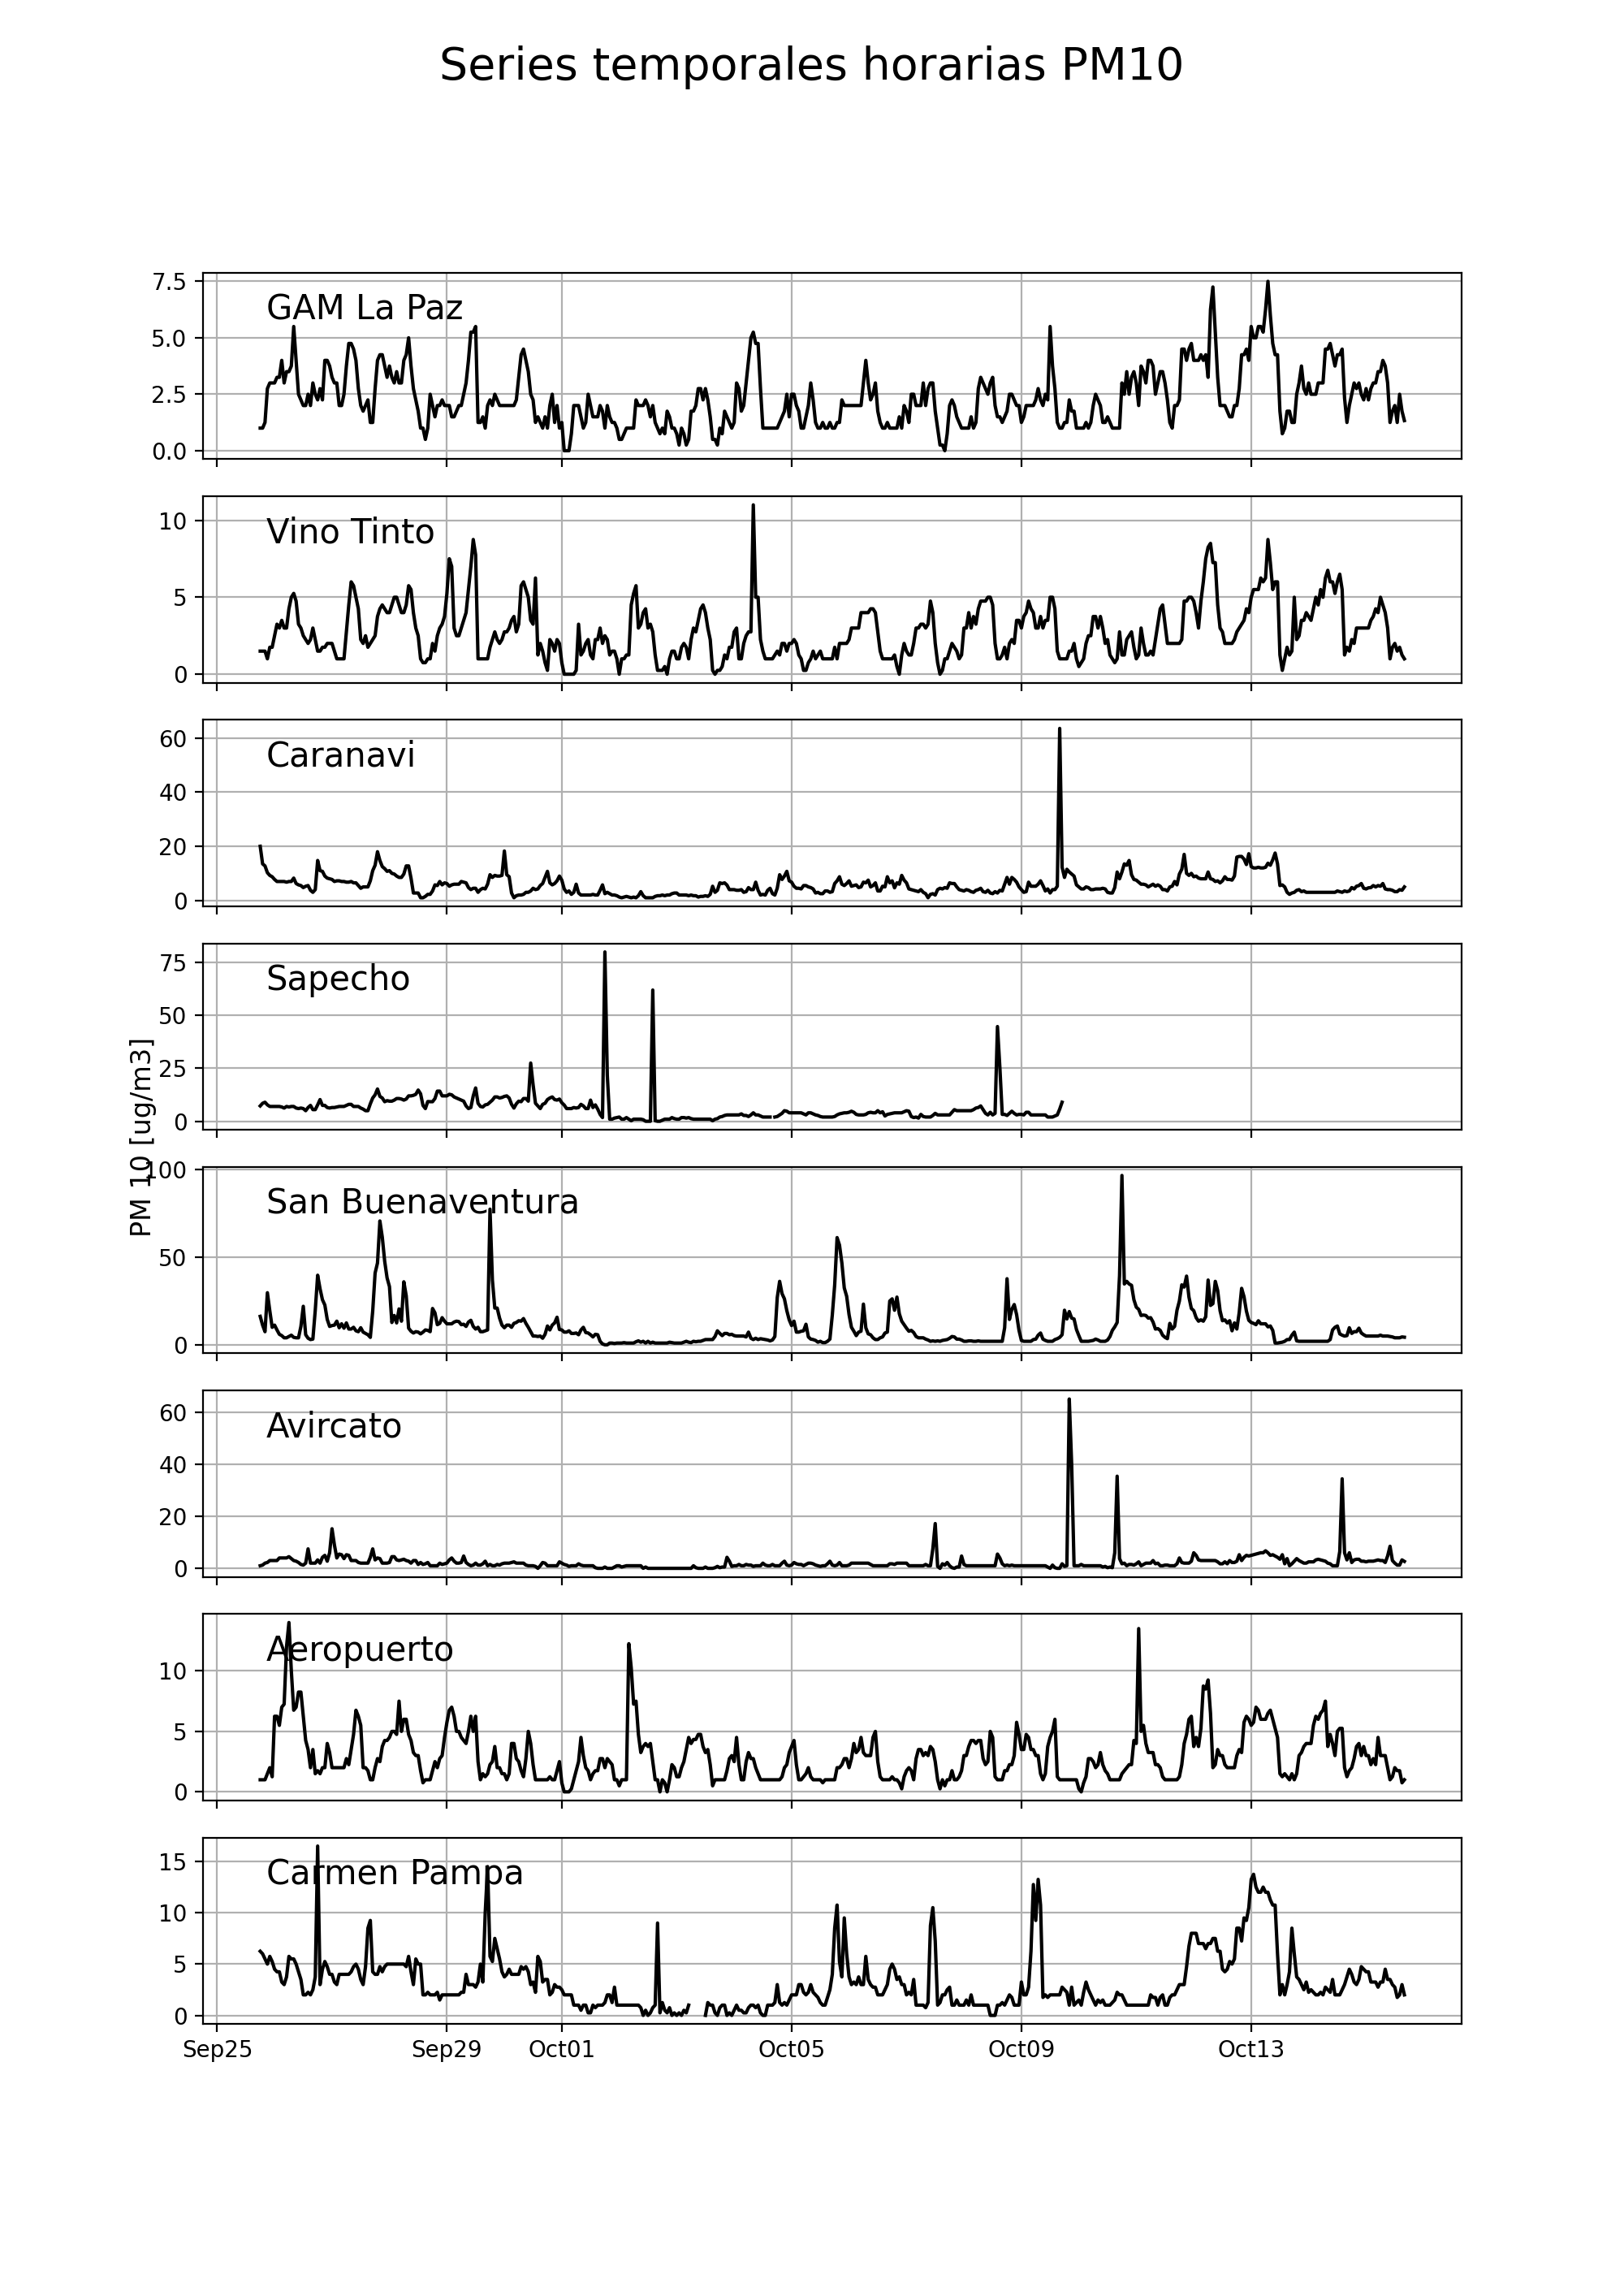 Series temporales horarias PM10
7.5
5.0
2.5
0.0
GAM La Paz
10
5
0
Vino Tinto
60
40
20
0
Caranavi
75
50
25
0
Sapecho
PM 10 [ug/m3]
100
50
0
San Buenaventura
60
40
20
0
Avircato
10
5
0
Aeropuerto
15
10
5
0
Carmen Pampa
Sep25 Sep29 Oct01 Oct05 Oct09 Oct13